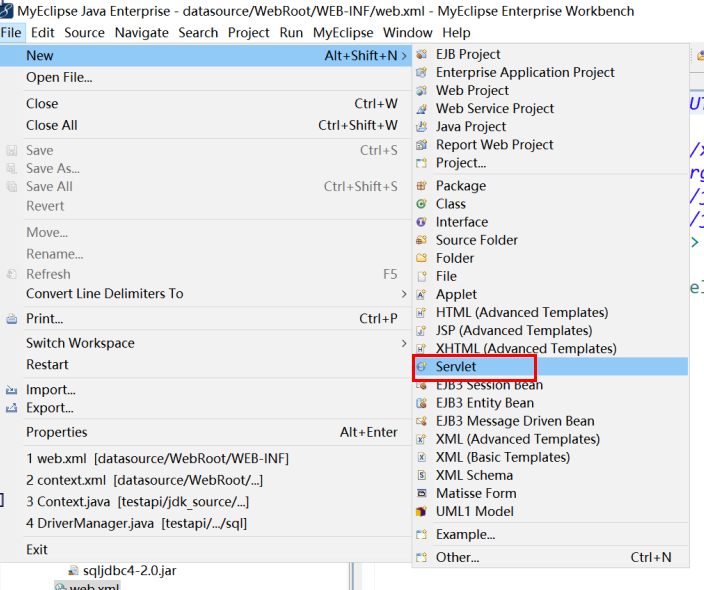 MyEclipse Java Enterprise - datasource/WebRoot/WEB-INF/web.xml - MyEclipse Enterprise Workbench
File Edit Source Navigate Search Project Run MyEclipse Window Help
New Alt+Shift+N
Open File...
Close Ctrl+W
Close All Ctrl+Shift+W
Save Ctrl+S
Save As...
Save All Ctrl+Shift+S
Revert
Move...
Rename...
Refresh F5
Convert Line Delimiters To
Print... Ctrl+P
Switch Workspace
Restart
Import...
Export...
Properties Alt+Enter
1 web.xml [datasource/WebRoot/WEB-INF]
2 context.xml [datasource/WebRoot/...]
3 Context.java [testapi/jdk_source/...]
4 DriverManager.java [testapi/.../sql]
Exit
EJB Project
Enterprise Application Project
Web Project
Web Service Project
Java Project
Report Web Project
Project...
Package
Class
Interface
Source Folder
Folder
File
Applet
HTML (Advanced Templates)
JSP (Advanced Templates)
XHTML (Advanced Templates)
Servlet
EJB3 Session Bean
EJB3 Entity Bean
EJB3 Message Driven Bean
XML (Advanced Templates)
XML (Basic Templates)
XML Schema
Matisse Form
UML1 Model
Example...
Other... Ctrl+N
sqljdbc4-2.0.jar
web.xml